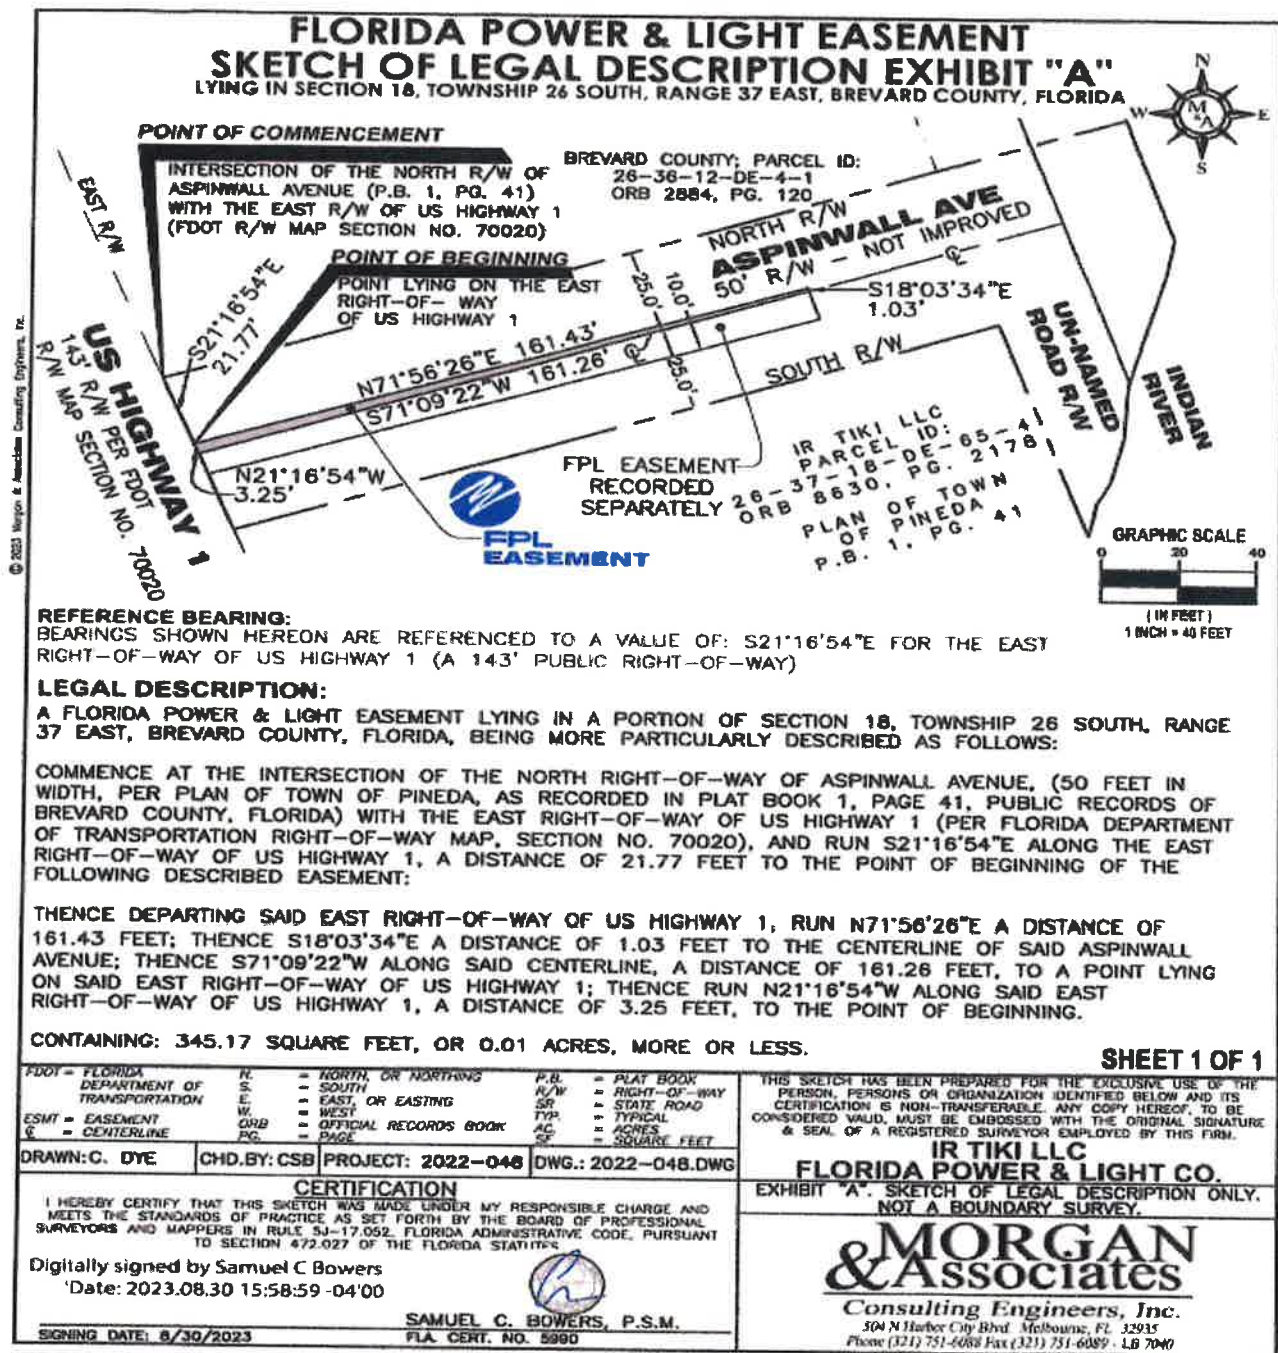 FLORIDA POWER & LIGHT EASEMENT
SKETCH OF LEGAL DESCRIPTION EXHIBIT "A"
LYING IN SECTION 18, TOWNSHIP 26 SOUTH, RANGE 37 EAST, BREVARD COUNTY, FLORIDA
N
W
E
S
M
&
A
POINT OF COMMENCEMENT
INTERSECTION OF THE NORTH R/W OF
ASPINWALL AVENUE (P.B. 1, PG. 41)
WITH THE EAST R/W OF US HIGHWAY 1
(FDOT R/W MAP SECTION NO. 70020)
BREVARD COUNTY; PARCEL ID:
26-36-12-DE-4-1
ORB 2884, PG. 120
EAST R/W
POINT OF BEGINNING
POINT LYING ON THE EAST
RIGHT-OF- WAY
OF US HIGHWAY 1
S21°16'54"E
21.77'
NORTH R/W
ASPINWALL AVE
50' R/W - NOT IMPROVED
25.0'
10.0'
25.0'
S18°03'34"E
1.03'
N71°56'26"E 161.43'
S71°09'22"W 161.26'
SOUTH R/W
US HIGHWAY 1
143' R/W PER FDOT
R/W MAP SECTION NO. 70020
N21°16'54"W
3.25'
UN-NAMED
ROAD R/W
INDIAN
RIVER
FPL EASEMENT
RECORDED
SEPARATELY
IR TIKI LLC
PARCEL ID:
26-37-18-DE-65-41
ORB 8630, PG. 2178
PLAN OF TOWN
OF PINEDA
P.B. 1, PG. 41
FPL
EASEMENT
GRAPHIC SCALE
0 20 40
( IN FEET )
1 INCH = 40 FEET
© 2023 Morgan & Associates Consulting Engineers, Inc.
REFERENCE BEARING:
BEARINGS SHOWN HEREON ARE REFERENCED TO A VALUE OF: S21°16'54"E FOR THE EAST
RIGHT-OF-WAY OF US HIGHWAY 1 (A 143' PUBLIC RIGHT-OF-WAY)
LEGAL DESCRIPTION:
A FLORIDA POWER & LIGHT EASEMENT LYING IN A PORTION OF SECTION 18, TOWNSHIP 26 SOUTH, RANGE
37 EAST, BREVARD COUNTY, FLORIDA, BEING MORE PARTICULARLY DESCRIBED AS FOLLOWS:
COMMENCE AT THE INTERSECTION OF THE NORTH RIGHT-OF-WAY OF ASPINWALL AVENUE, (50 FEET IN
WIDTH, PER PLAN OF TOWN OF PINEDA, AS RECORDED IN PLAT BOOK 1, PAGE 41, PUBLIC RECORDS OF
BREVARD COUNTY, FLORIDA) WITH THE EAST RIGHT-OF-WAY OF US HIGHWAY 1 (PER FLORIDA DEPARTMENT
OF TRANSPORTATION RIGHT-OF-WAY MAP, SECTION NO. 70020), AND RUN S21°16'54"E ALONG THE EAST
RIGHT-OF-WAY OF US HIGHWAY 1, A DISTANCE OF 21.77 FEET TO THE POINT OF BEGINNING OF THE
FOLLOWING DESCRIBED EASEMENT:
THENCE DEPARTING SAID EAST RIGHT-OF-WAY OF US HIGHWAY 1, RUN N71°56'26"E A DISTANCE OF
161.43 FEET; THENCE S18°03'34"E A DISTANCE OF 1.03 FEET TO THE CENTERLINE OF SAID ASPINWALL
AVENUE; THENCE S71°09'22"W ALONG SAID CENTERLINE, A DISTANCE OF 161.26 FEET, TO A POINT LYING
ON SAID EAST RIGHT-OF-WAY OF US HIGHWAY 1; THENCE RUN N21°16'54"W ALONG SAID EAST
RIGHT-OF-WAY OF US HIGHWAY 1, A DISTANCE OF 3.25 FEET, TO THE POINT OF BEGINNING.
CONTAINING: 345.17 SQUARE FEET, OR 0.01 ACRES, MORE OR LESS.
SHEET 1 OF 1
FDOT = FLORIDA
DEPARTMENT OF
TRANSPORTATION
ESMT = EASEMENT
℄ = CENTERLINE
N. = NORTH, OR NORTHING
S. = SOUTH
E. = EAST, OR EASTING
W. = WEST
ORB = OFFICIAL RECORDS BOOK
PG. = PAGE
P.B. = PLAT BOOK
R/W = RIGHT-OF-WAY
SR = STATE ROAD
TYP. = TYPICAL
AC. = ACRES
SF = SQUARE FEET
DRAWN: C. DYE CHD.BY: CSB PROJECT: 2022-048 DWG.: 2022-048.DWG
THIS SKETCH HAS BEEN PREPARED FOR THE EXCLUSIVE USE OF THE
PERSON, PERSONS OR ORGANIZATION IDENTIFIED BELOW AND ITS
CERTIFICATION IS NON-TRANSFERABLE. ANY COPY HEREOF, TO BE
CONSIDERED VALID, MUST BE EMBOSSED WITH THE ORIGINAL SIGNATURE
& SEAL OF A REGISTERED SURVEYOR EMPLOYED BY THIS FIRM.
IR TIKI LLC
FLORIDA POWER & LIGHT CO.
EXHIBIT "A". SKETCH OF LEGAL DESCRIPTION ONLY.
NOT A BOUNDARY SURVEY.
CERTIFICATION
I HEREBY CERTIFY THAT THIS SKETCH WAS MADE UNDER MY RESPONSIBLE CHARGE AND
MEETS THE STANDARDS OF PRACTICE AS SET FORTH BY THE BOARD OF PROFESSIONAL
SURVEYORS AND MAPPERS IN RULE 5J-17.052, FLORIDA ADMINISTRATIVE CODE, PURSUANT
TO SECTION 472.027 OF THE FLORIDA STATUTES
Digitally signed by Samuel C Bowers
'Date: 2023.08.30 15:58:59 -04'00
SAMUEL C. BOWERS, P.S.M.
SIGNING DATE: 8/30/2023 FLA. CERT. NO. 5990
MORGAN
&Associates
Consulting Engineers, Inc.
504 N Harbor City Blvd. Melbourne, FL 32935
Phone (321) 751-6088 Fax (321) 751-6089 - LB 7040